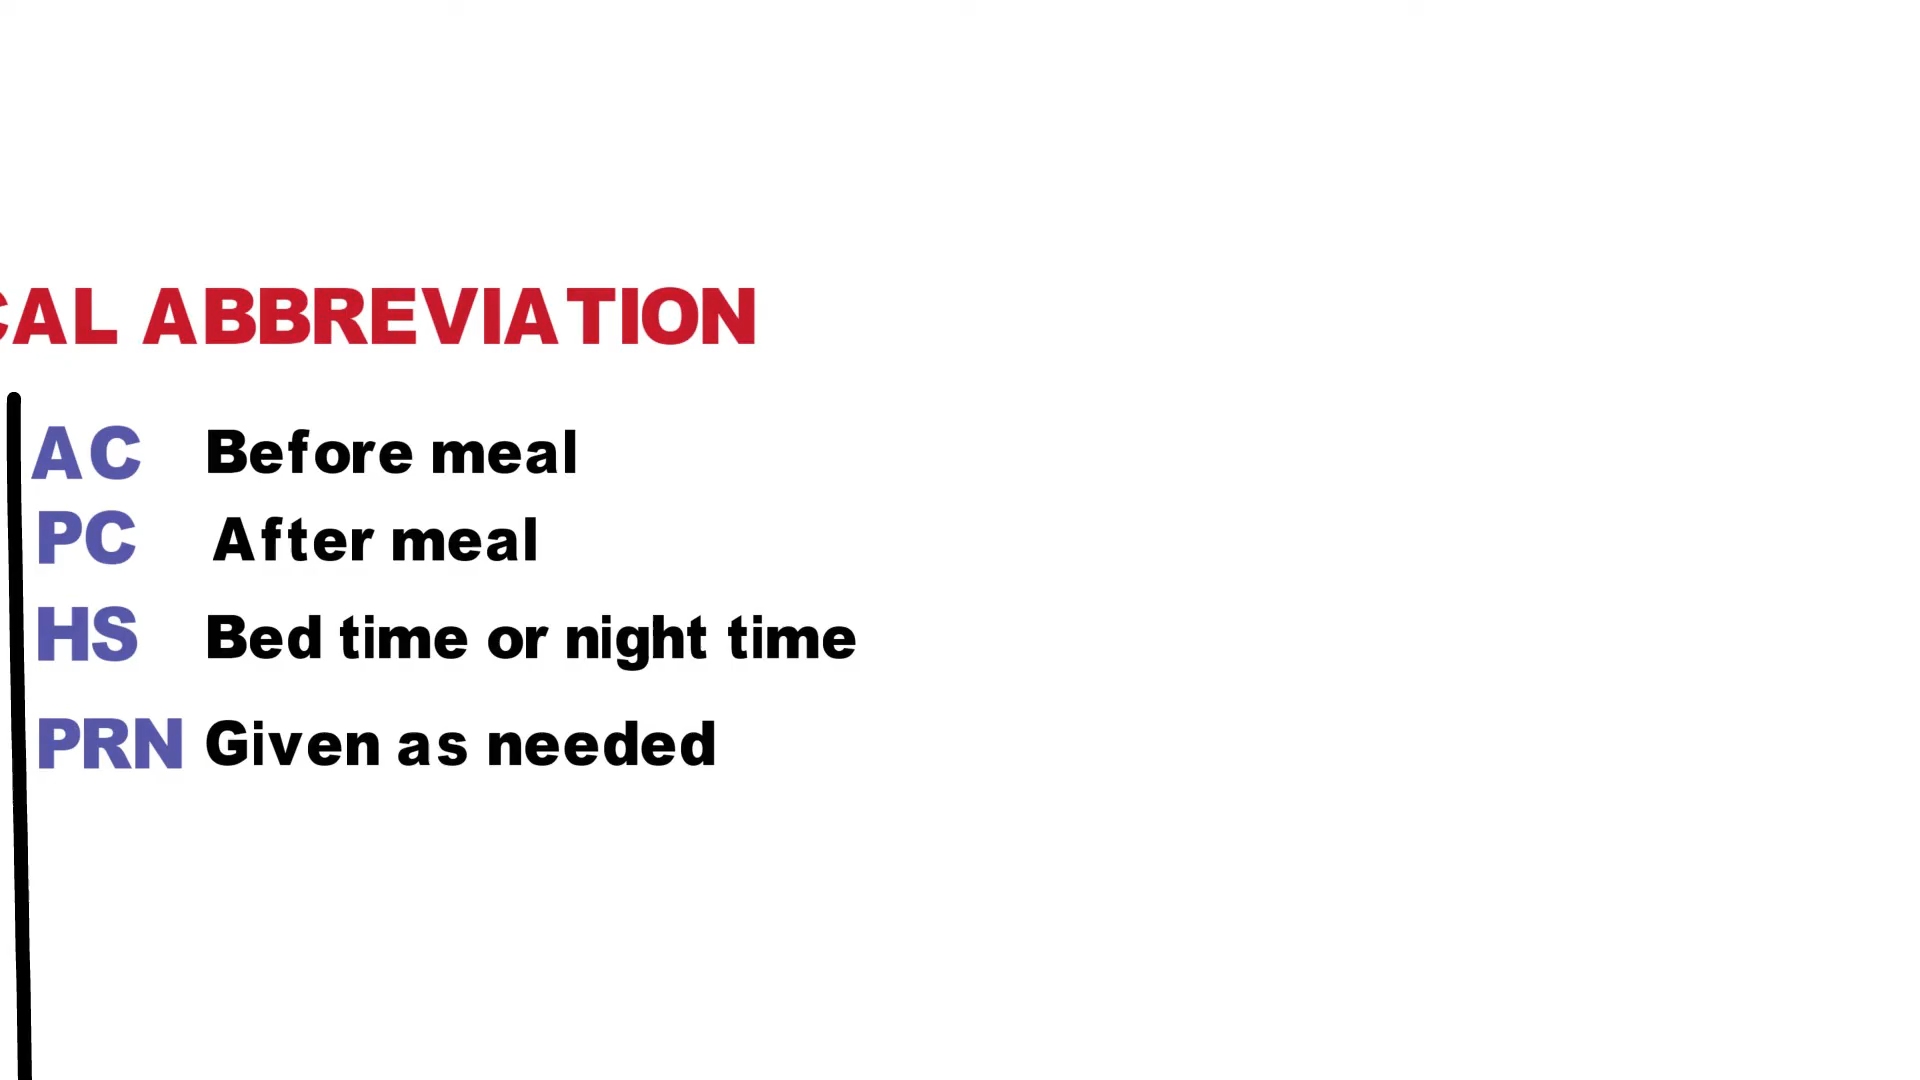 CAL ABBREVIATION
AC Before meal
PC After meal
HS Bed time or night time
PRN Given as needed